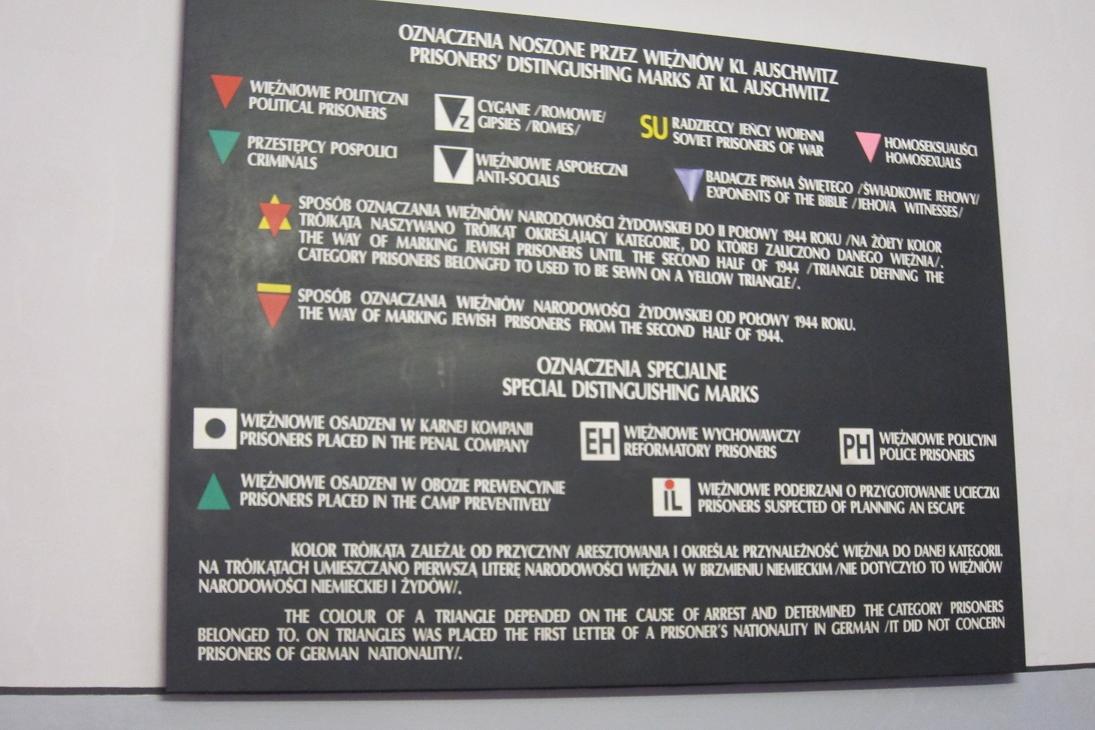 OZNACZENIA NOSZONE PRZEZ WIĘŹNIÓW KL AUSCHWITZ
PRISONERS' DISTINGUISHING MARKS AT KL AUSCHWITZ
WIĘŹNIOWIE POLITYCZNI
POLITICAL PRISONERS
Z
CYGANIE /ROMOWIE/
GIPSIES /ROMES/
SU
RADZIECCY JEŃCY WOJENNI
SOVIET PRISONERS OF WAR
HOMOSEKSUALIŚCI
HOMOSEXUALS
PRZESTĘPCY POSPOLICI
CRIMINALS
WIĘŹNIOWIE ASPOŁECZNI
ANTI-SOCIALS
BADACZE PISMA ŚWIĘTEGO /ŚWIADKOWIE JEHOWY/
EXPONENTS OF THE BIBLIE /JEHOVA WITNESSES/
SPOSÓB OZNACZANIA WIĘŹNIÓW NARODOWOŚCI ŻYDOWSKIEJ DO II POŁOWY 1944 ROKU /NA ŻÓŁTY KOLOR
TRÓJKĄTA NASZYWANO TRÓJKĄT OKREŚLAJĄCY KATEGORIĘ, DO KTÓREJ ZALICZONO DANEGO WIĘŹNIA/.
THE WAY OF MARKING JEWISH PRISONERS UNTIL THE SECOND HALF OF 1944 /TRIANGLE DEFINING THE
CATEGORY PRISONERS BELONGFD TO USED TO BE SEWN ON A YELLOW TRIANGLE/.
SPOSÓB OZNACZANIA WIĘŹNIÓW NARODOWOŚCI ŻYDOWSKIEJ OD POŁOWY 1944 ROKU.
THE WAY OF MARKING JEWISH PRISONERS FROM THE SECOND HALF OF 1944.
OZNACZENIA SPECJALNE
SPECIAL DISTINGUISHING MARKS
WIĘŹNIOWIE OSADZENI W KARNEJ KOMPANII
PRISONERS PLACED IN THE PENAL COMPANY
EH
WIĘŹNIOWIE WYCHOWAWCZY
REFORMATORY PRISONERS
PH
WIĘŹNIOWIE POLICYJNI
POLICE PRISONERS
WIĘŹNIOWIE OSADZENI W OBOZIE PREWENCYJNIE
PRISONERS PLACED IN THE CAMP PREVENTIVELY
IL
WIĘŹNIOWIE PODEJRZANI O PRZYGOTOWANIE UCIECZKI
PRISONERS SUSPECTED OF PLANNING AN ESCAPE
KOLOR TRÓJKĄTA ZALEŻAŁ OD PRZYCZYNY ARESZTOWANIA I OKREŚLAŁ PRZYNALEŻNOŚĆ WIĘŹNIA DO DANEJ KATEGORII.
NA TRÓJKĄTACH UMIESZCZANO PIERWSZĄ LITERĘ NARODOWOŚCI WIĘŹNIA W BRZMIENIU NIEMIECKIM /NIE DOTYCZYŁO TO WIĘŹNIÓW
NARODOWOŚCI NIEMIECKIEJ I ŻYDÓW/.
THE COLOUR OF A TRIANGLE DEPENDED ON THE CAUSE OF ARREST AND DETERMINED THE CATEGORY PRISONERS
BELONGED TO. ON TRIANGLES WAS PLACED THE FIRST LETTER OF A PRISONER'S NATIONALITY IN GERMAN /IT DID NOT CONCERN
PRISONERS OF GERMAN NATIONALITY/.